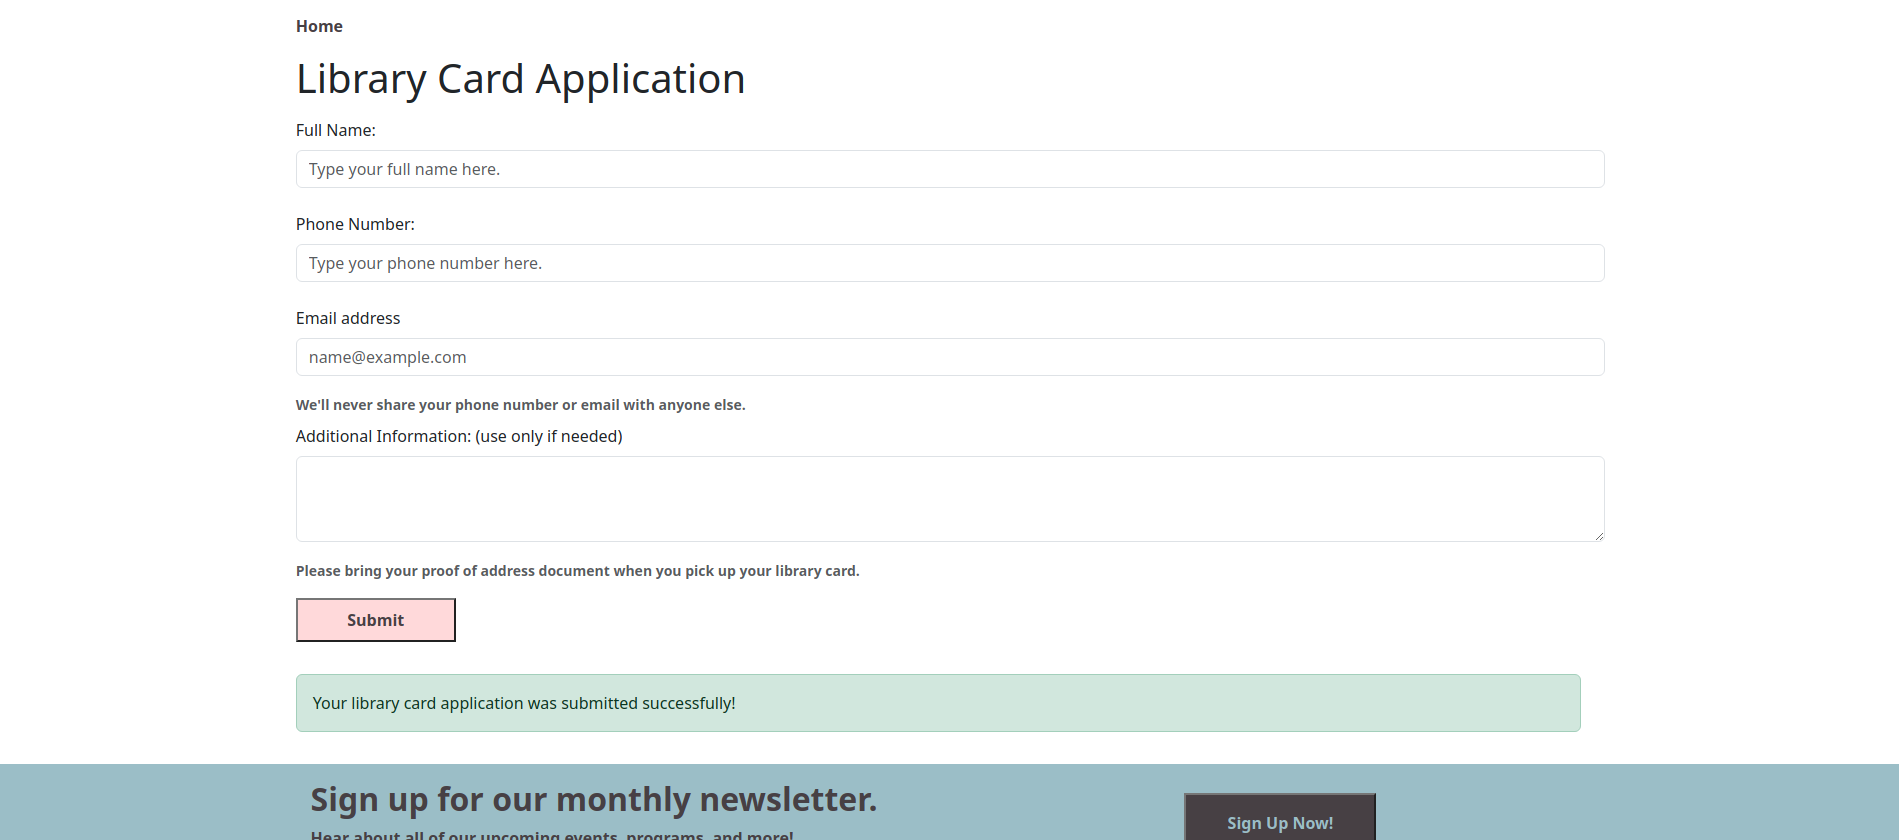 Home
Library Card Application
Full Name:
Type your full name here.
Phone Number:
Type your phone number here.
Email address
name@example.com
We'll never share your phone number or email with anyone else.
Additional Information: (use only if needed)
Please bring your proof of address document when you pick up your library card.
Submit
Your library card application was submitted successfully!
Sign up for our monthly newsletter.
Hear about all of our upcoming events, programs, and more!
Sign Up Now!